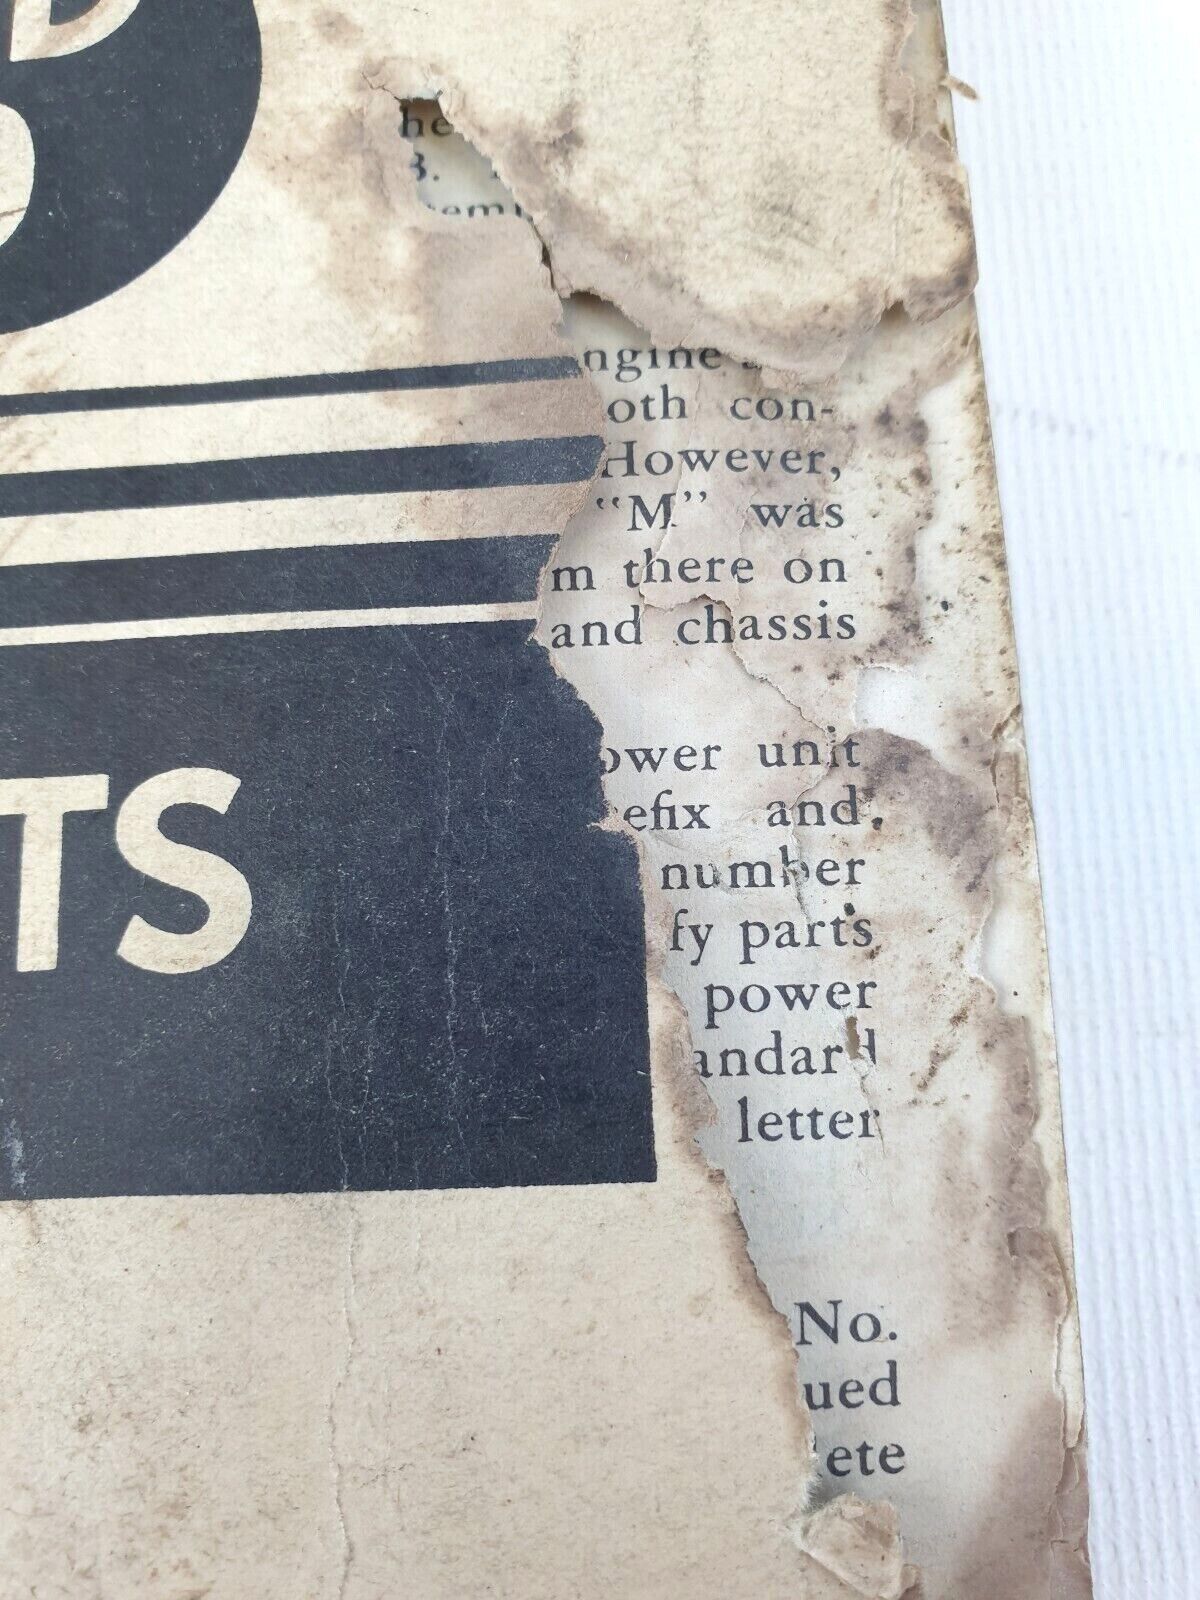 D
TS
he
B.
ngine
oth con-
However,
"M" was
m there on
and chassis
ower unit
efix and
number
fy parts
power
andard
letter
No.
ued
ete